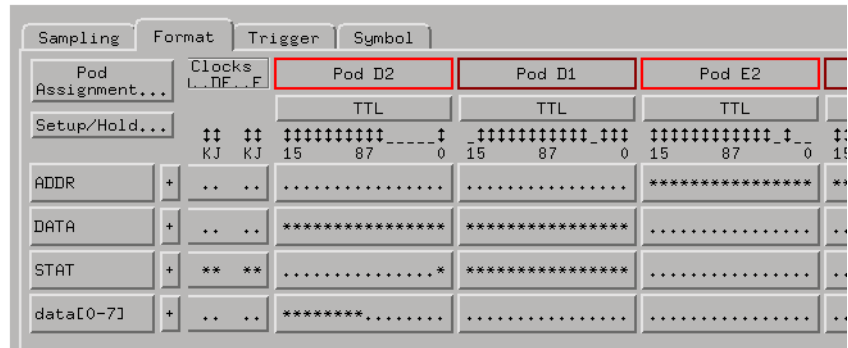 Sampling Format Trigger Symbol
Pod Assignment...
Clocks
Pod D2 Pod D1 Pod E2
TTL TTL TTL
Setup/Hold...
KJ KJ 15 87 0 15 87 0 15 87 0 15
ADDR + .. .. ................ ................ **************** **
DATA + .. .. **************** **************** ................ ..
STAT + ** ** ...............* **************** ................ ..
data[0-7] + .. .. ********........ ................ ................ ..